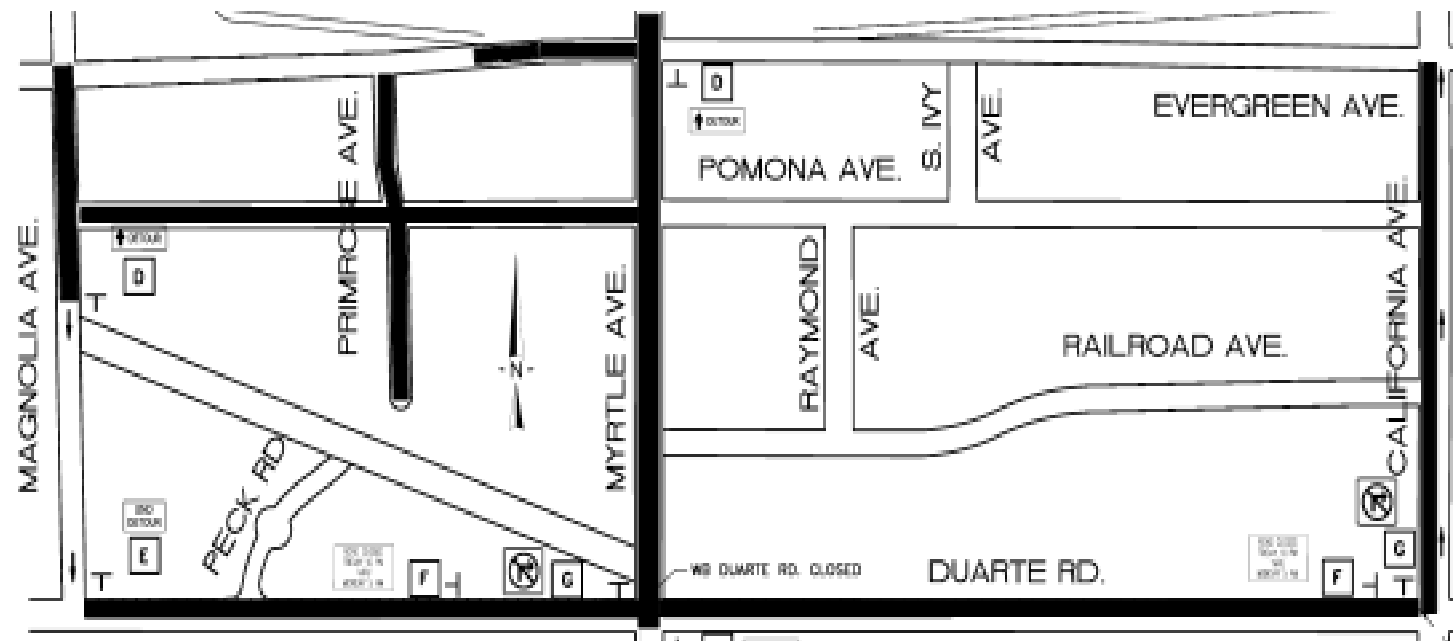 D
DETOUR
EVERGREEN AVE.
S. IVY
AVE.
POMONA AVE.
PRIMROSE AVE.
MAGNOLIA AVE.
DETOUR
D
MYRTLE AVE.
RAYMOND
AVE.
RAILROAD AVE.
CALIFORNIA AVE.
N
PECK RD
END
DETOUR
E
F
G
WB DUARTE RD. CLOSED
DUARTE RD.
F
G